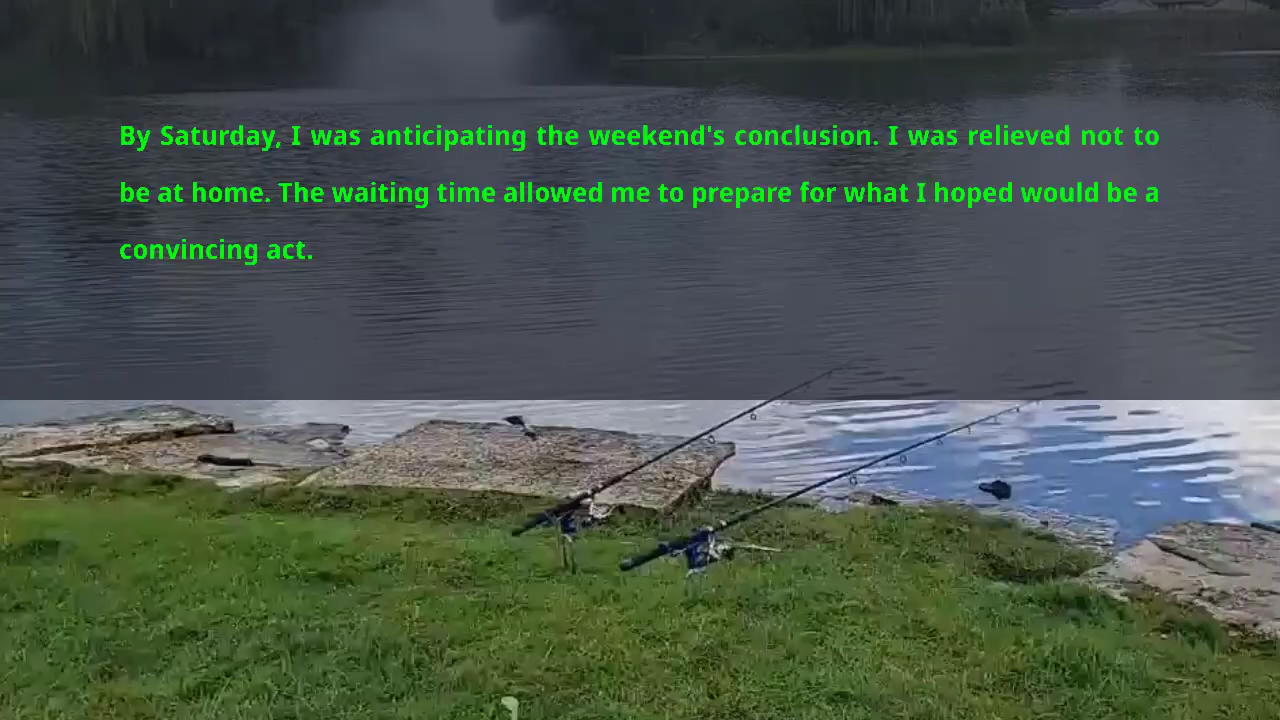 By Saturday, I was anticipating the weekend's conclusion. I was relieved not to
be at home. The waiting time allowed me to prepare for what I hoped would be a
convincing act.